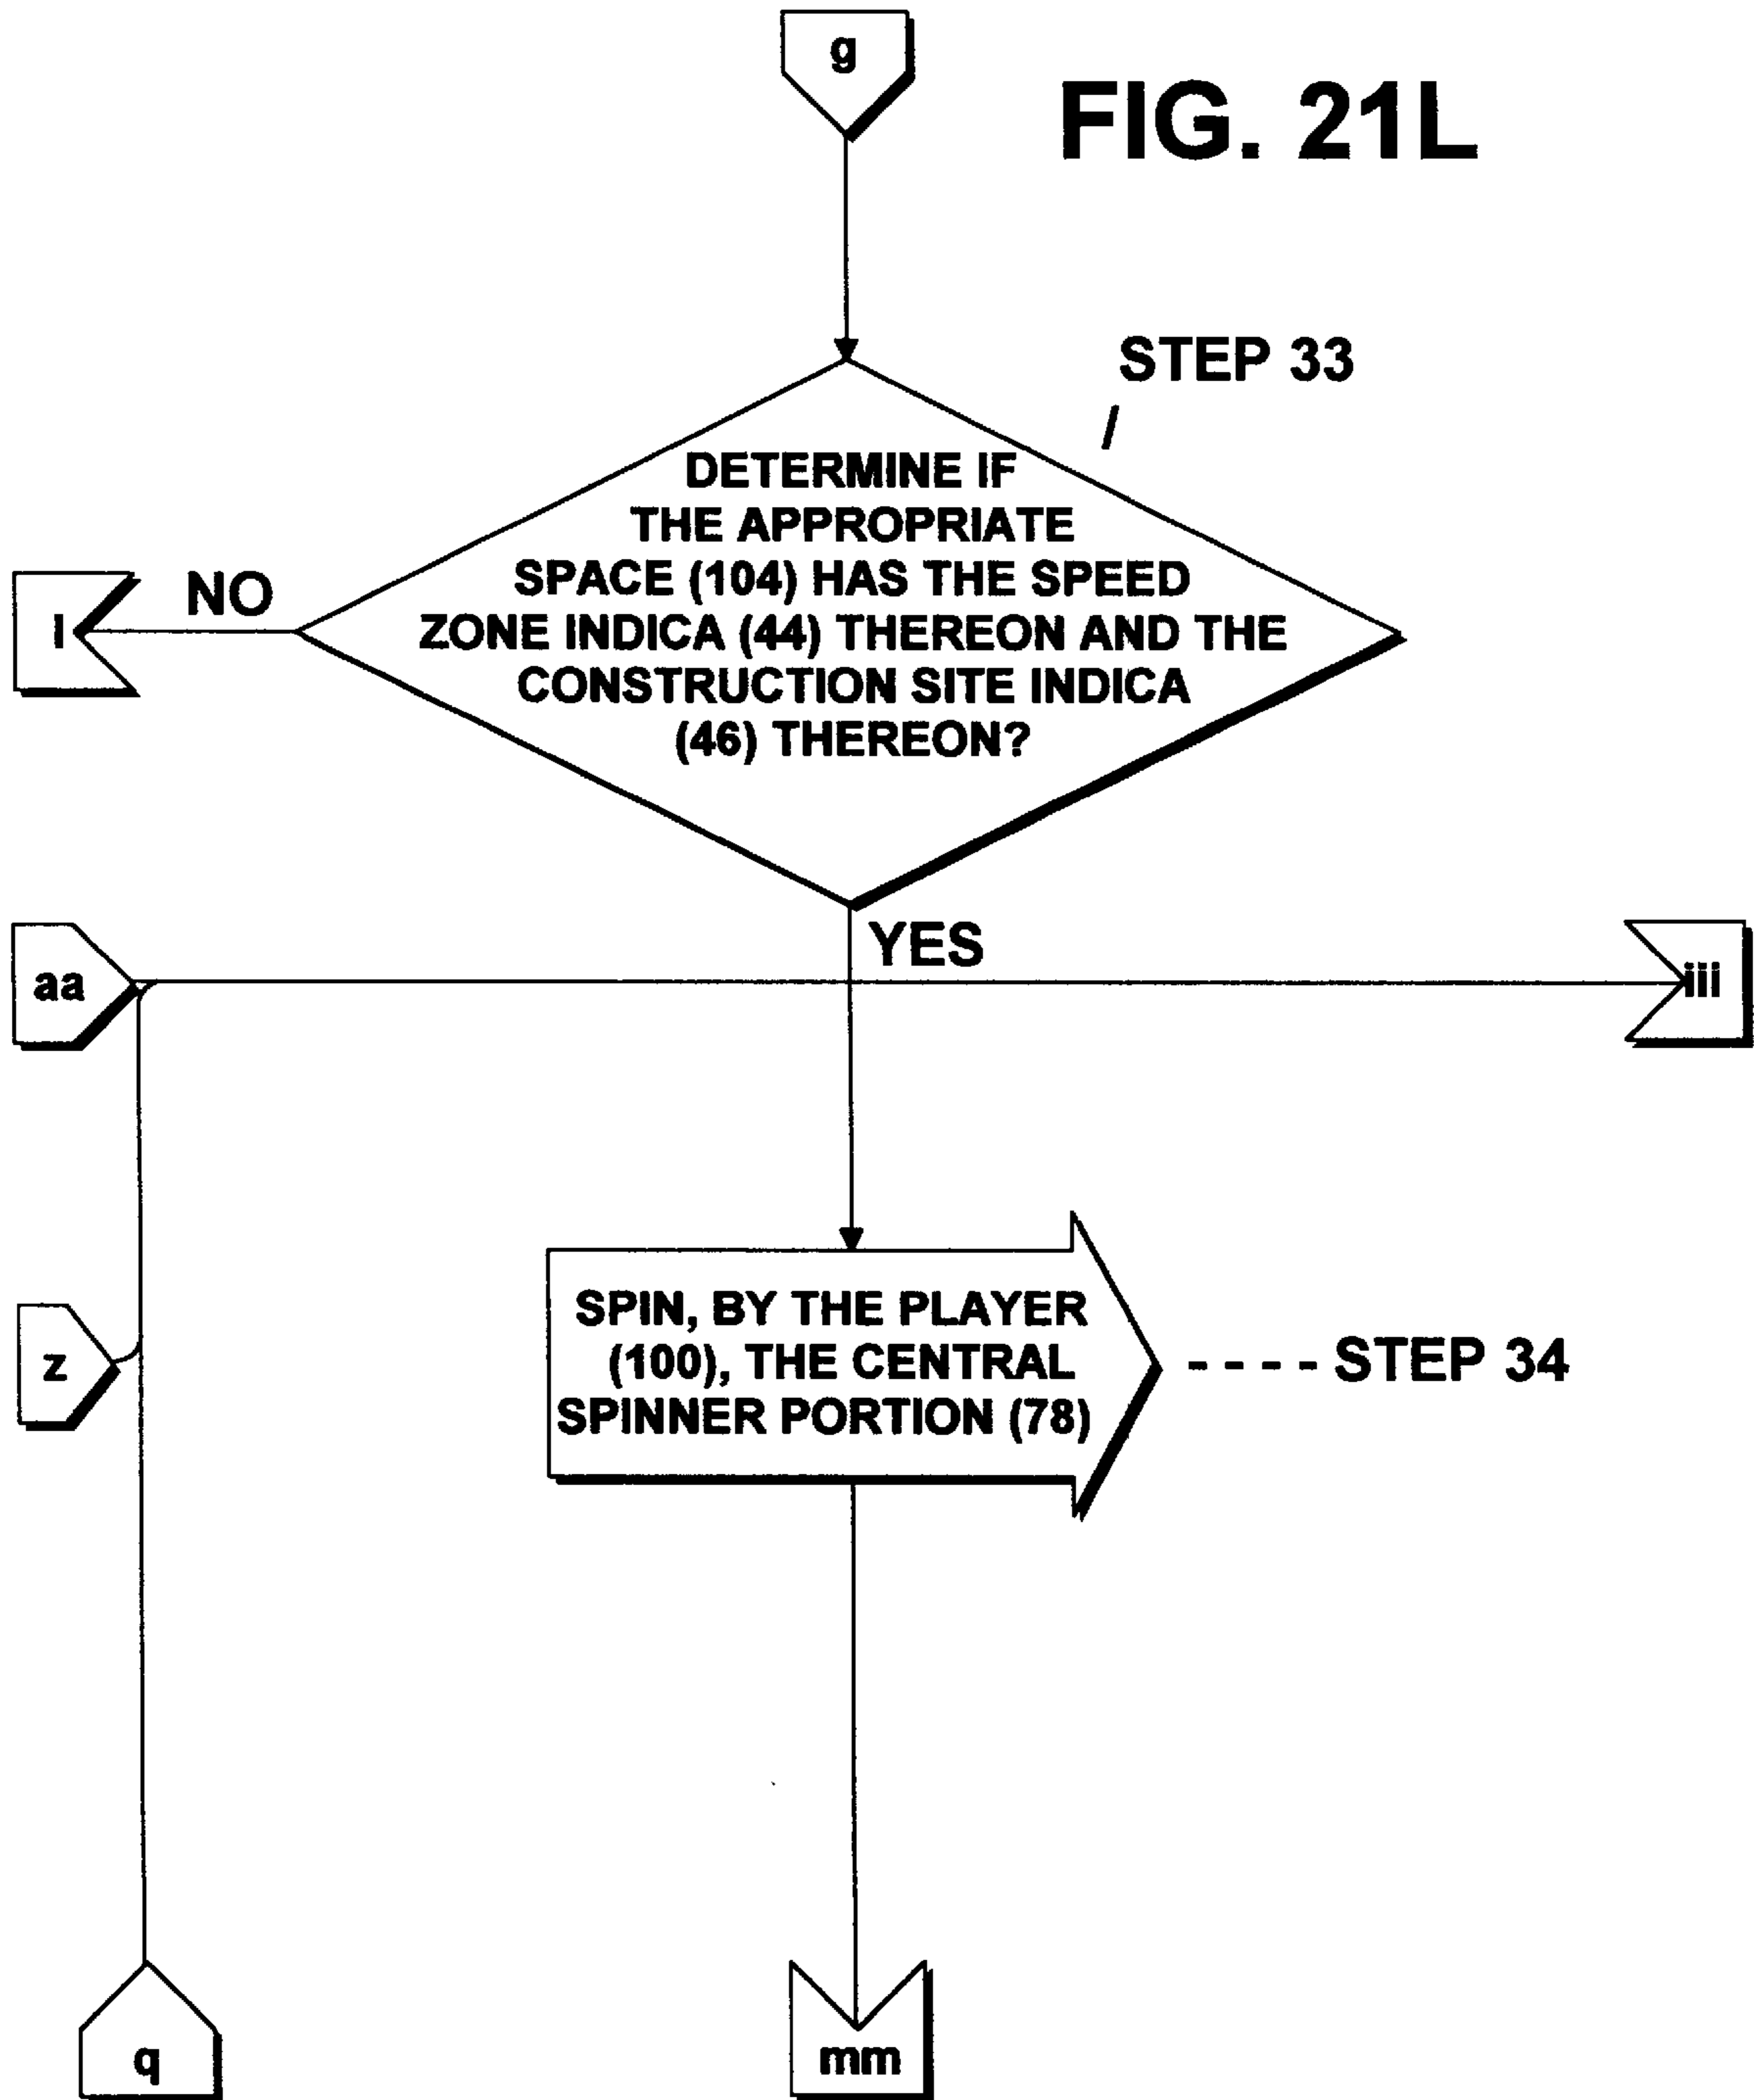 g
FIG. 21L
STEP 33
DETERMINE IF
THE APPROPRIATE
SPACE (104) HAS THE SPEED
ZONE INDICA (44) THEREON AND THE
CONSTRUCTION SITE INDICA
(46) THEREON?
NO
l
YES
aa
iii
SPIN, BY THE PLAYER
(100), THE CENTRAL
SPINNER PORTION (78)
STEP 34
z
q
mm